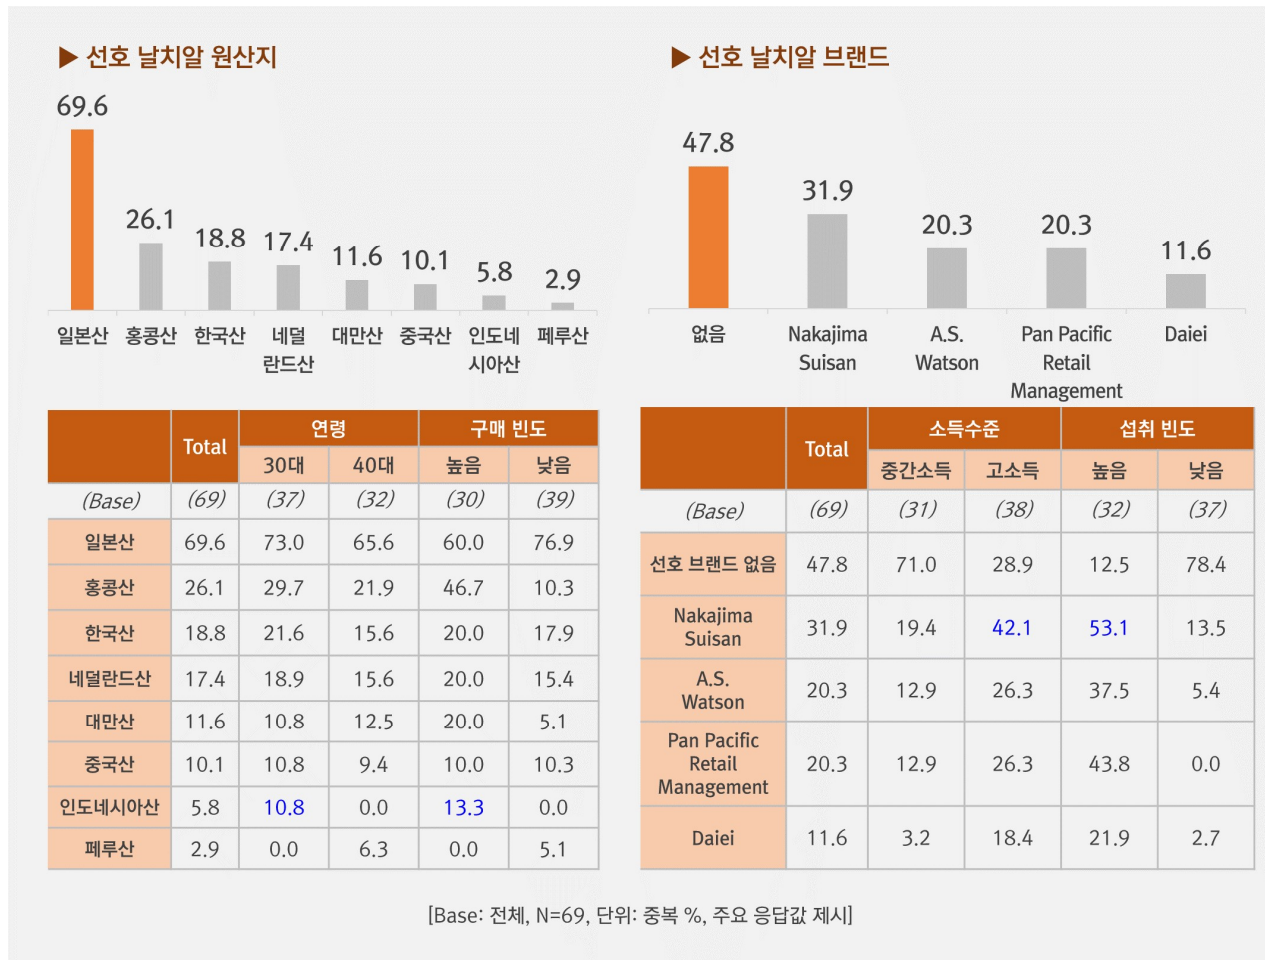 ▶ 선호 날치알 원산지
69.6
26.1
18.8
17.4
11.6
10.1
5.8
2.9
일본산 홍콩산 한국산 네덜란드산 대만산 중국산 인도네시아산 페루산
Total 연령 구매 빈도
30대 40대 높음 낮음
(Base) (69) (37) (32) (30) (39)
일본산 69.6 73.0 65.6 60.0 76.9
홍콩산 26.1 29.7 21.9 46.7 10.3
한국산 18.8 21.6 15.6 20.0 17.9
네덜란드산 17.4 18.9 15.6 20.0 15.4
대만산 11.6 10.8 12.5 20.0 5.1
중국산 10.1 10.8 9.4 10.0 10.3
인도네시아산 5.8 10.8 0.0 13.3 0.0
페루산 2.9 0.0 6.3 0.0 5.1
▶ 선호 날치알 브랜드
47.8
31.9
20.3
20.3
11.6
없음
Nakajima
Suisan
A.S.
Watson
Pan Pacific
Retail
Management
Daiei
Total 소득수준 섭취 빈도
중간소득 고소득 높음 낮음
(Base) (69) (31) (38) (32) (37)
선호 브랜드 없음 47.8 71.0 28.9 12.5 78.4
Nakajima
Suisan 31.9 19.4 42.1 53.1 13.5
A.S.
Watson 20.3 12.9 26.3 37.5 5.4
Pan Pacific
Retail
Management 20.3 12.9 26.3 43.8 0.0
Daiei 11.6 3.2 18.4 21.9 2.7
[Base: 전체, N=69, 단위: 중복 %, 주요 응답값 제시]